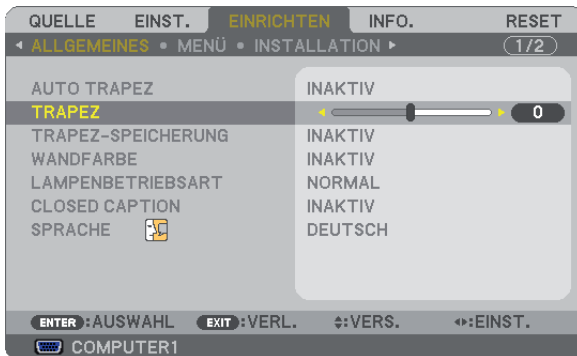 QUELLE EINST. EINRICHTEN INFO. RESET
ALLGEMEINES • MENÜ • INSTALLATION 1/2
AUTO TRAPEZ INAKTIV
TRAPEZ 0
TRAPEZ-SPEICHERUNG INAKTIV
WANDFARBE INAKTIV
LAMPENBETRIEBSART NORMAL
CLOSED CAPTION INAKTIV
SPRACHE DEUTSCH
ENTER :AUSWAHL EXIT :VERL. :VERS. :EINST.
COMPUTER1